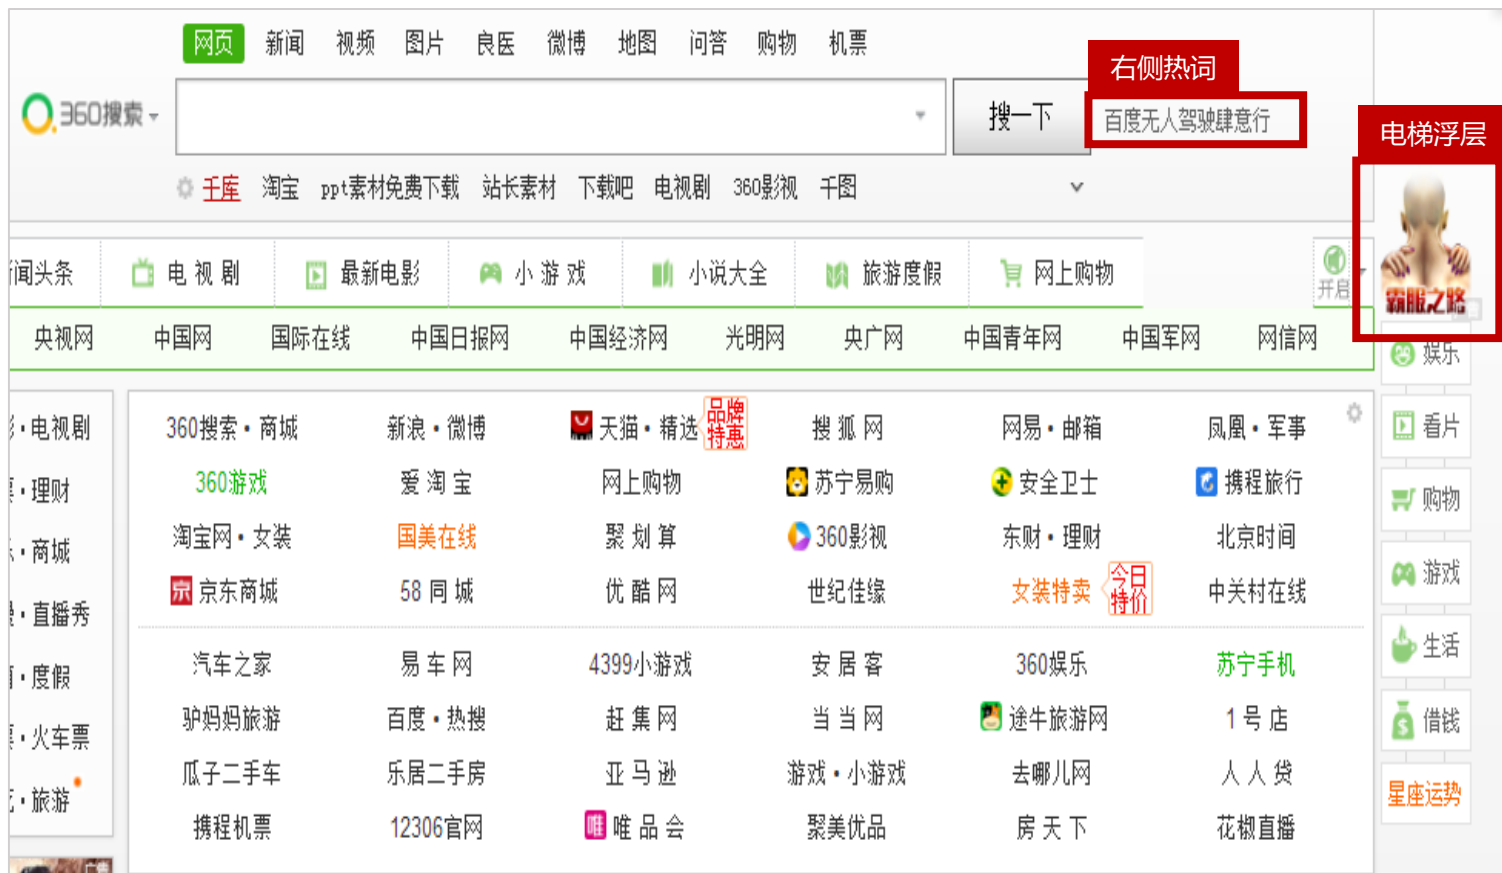 网页 新闻 视频 图片 良医 微博 地图 问答 购物 机票
右侧热词
360搜索 搜一下 百度无人驾驶肆意行
电梯浮层
千库 淘宝 ppt素材免费下载 站长素材 下载吧 电视剧 360影视 千图
闻头条 电视剧 最新电影 小游戏 小说大全 旅游度假 网上购物 开启
霸服之路
央视网 中国网 国际在线 中国日报网 中国经济网 光明网 央广网 中国青年网 中国军网 网信网
娱乐
·电视剧 360搜索·商城 新浪·微博 天猫·精选 品牌特惠 搜狐网 网易·邮箱 凤凰·军事 看片
·理财 360游戏 爱淘宝 网上购物 苏宁易购 安全卫士 携程旅行 购物
·商城 淘宝网·女装 国美在线 聚划算 360影视 东财·理财 北京时间 游戏
·直播秀 京 京东商城 58同城 优酷网 世纪佳缘 女装特卖 今日特价 中关村在线
·度假 汽车之家 易车网 4399小游戏 安居客 360娱乐 苏宁手机 生活
·火车票 驴妈妈旅游 百度·热搜 赶集网 当当网 途牛旅游网 1号店 借钱
·旅游 瓜子二手车 乐居二手房 亚马逊 游戏·小游戏 去哪儿网 人人贷 星座运势
携程机票 12306官网 唯 唯品会 聚美优品 房天下 花椒直播
广告